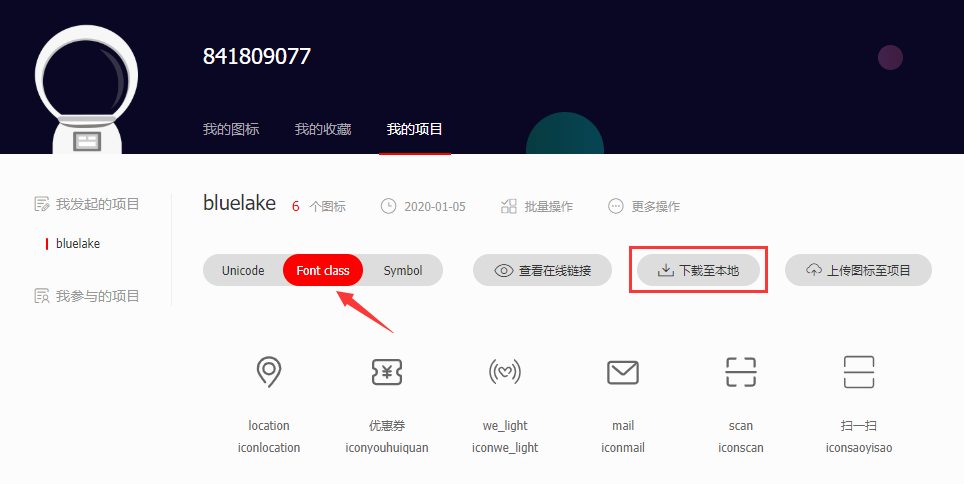 841809077
我的图标 我的收藏 我的项目
我发起的项目
bluelake
我参与的项目
bluelake 6 个图标 2020-01-05 批量操作 更多操作
Unicode Font class Symbol 查看在线链接 下载至本地 上传图标至项目
location 优惠券 we_light mail scan 扫一扫
iconlocation iconyouhuiquan iconwe_light iconmail iconscan iconsaoyisao